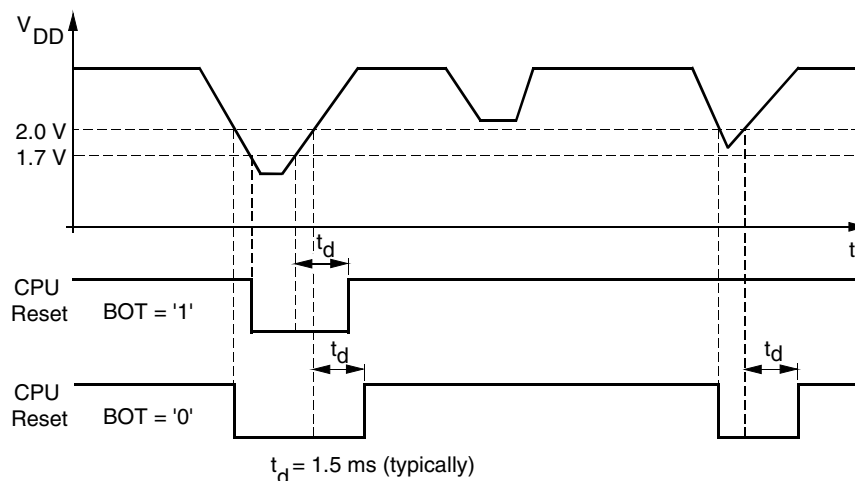 VDD
2.0 V
1.7 V
t
td
CPU
Reset
BOT = '1'
td
td
CPU
Reset
BOT = '0'
td = 1.5 ms (typically)